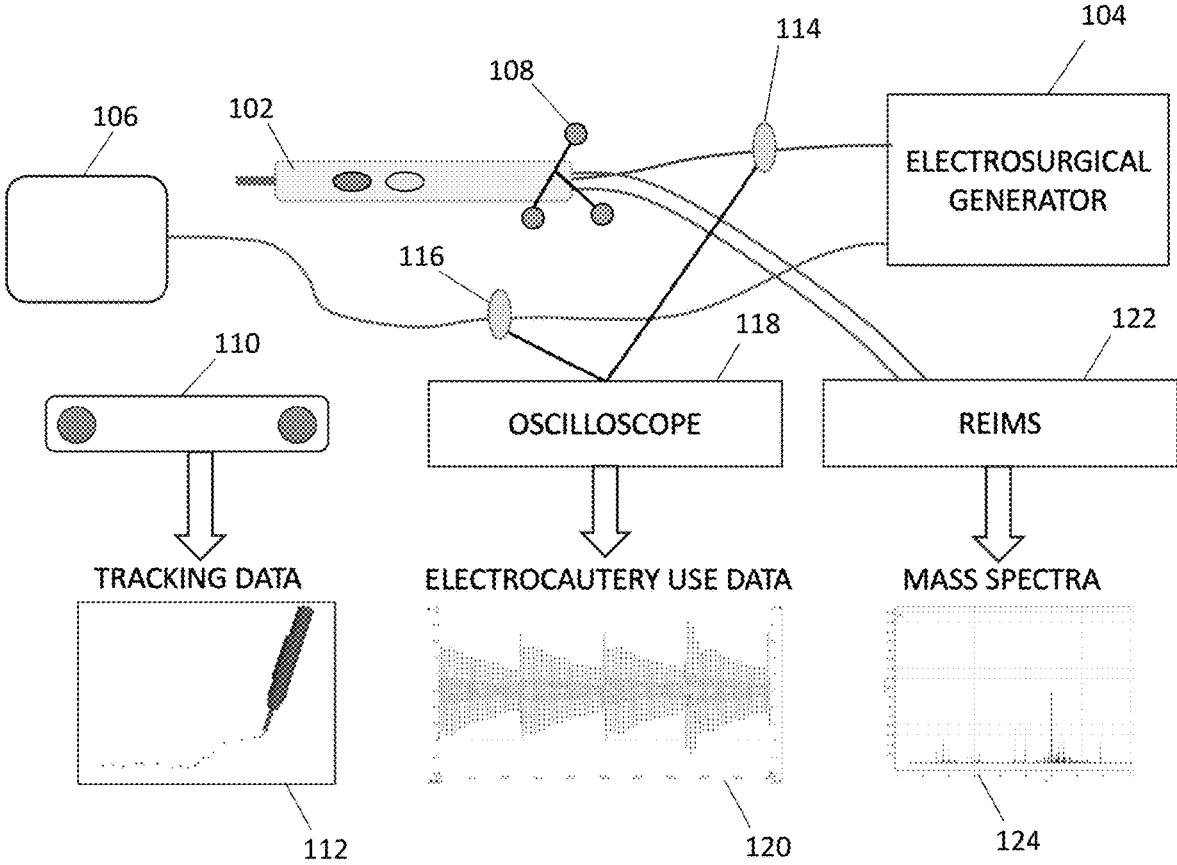 114
104
108
102
106
ELECTROSURGICAL
GENERATOR
116
118
122
110
OSCILLOSCOPE
REIMS
TRACKING DATA
ELECTROCAUTERY USE DATA
MASS SPECTRA
112
120
124